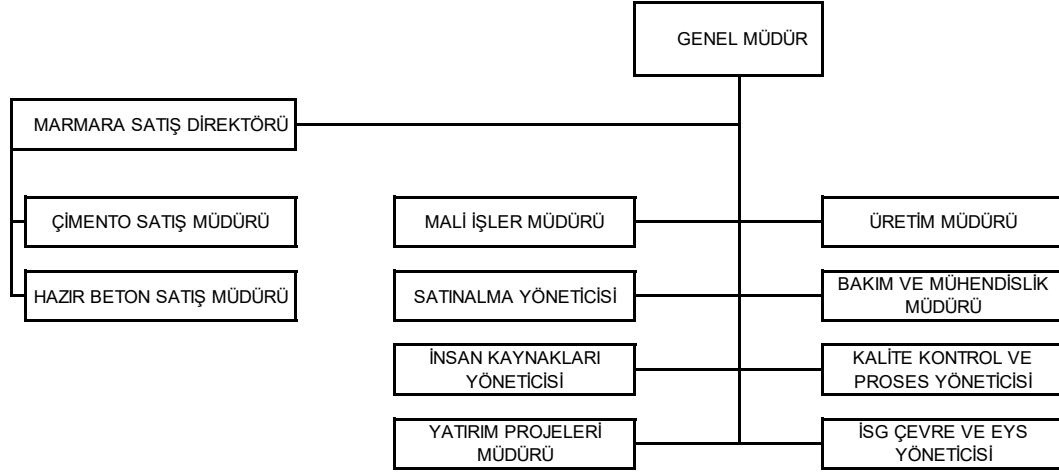 GENEL MÜDÜR
MARMARA SATIŞ DİREKTÖRÜ
ÇİMENTO SATIŞ MÜDÜRÜ
MALİ İŞLER MÜDÜRÜ
ÜRETİM MÜDÜRÜ
HAZIR BETON SATIŞ MÜDÜRÜ
SATINALMA YÖNETİCİSİ
BAKIM VE MÜHENDİSLİK
MÜDÜRÜ
İNSAN KAYNAKLARI
YÖNETİCİSİ
KALİTE KONTROL VE
PROSES YÖNETİCİSİ
YATIRIM PROJELERİ
MÜDÜRÜ
İSG ÇEVRE VE EYS
YÖNETİCİSİ